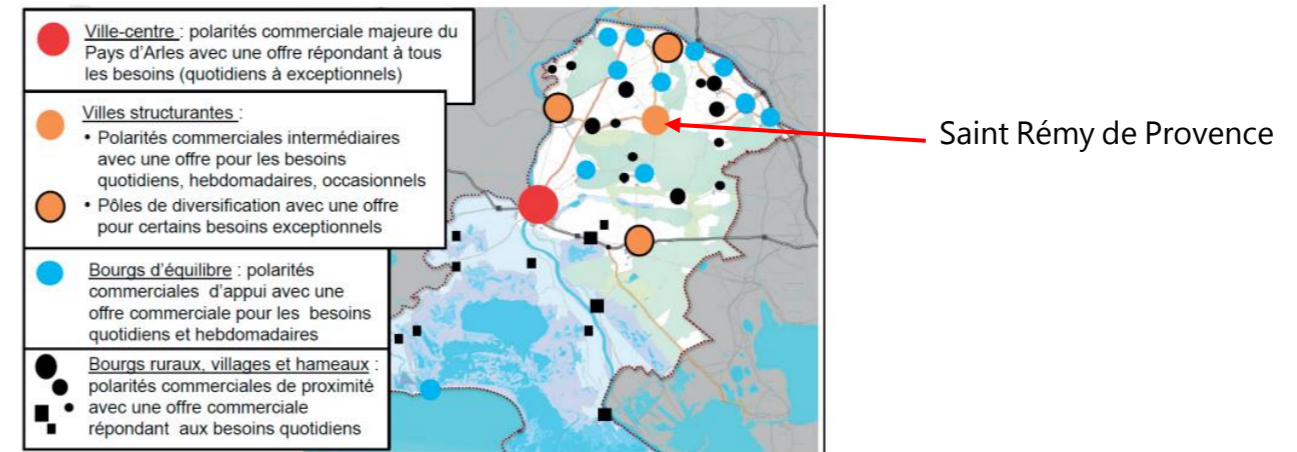 Ville-centre : polarité commerciale majeure du
Pays d'Arles avec une offre répondant à tous
les besoins (quotidiens à exceptionnels)
Villes structurantes :
• Polarités commerciales intermédiaires
avec une offre pour les besoins
quotidiens, hebdomadaires, occasionnels
• Pôles de diversification avec une offre
pour certains besoins exceptionnels
Bourgs d'équilibre : polarités
commerciales d'appui avec une
offre commerciale pour les besoins
quotidiens et hebdomadaires
Bourgs ruraux, villages et hameaux :
polarités commerciales de proximité
avec une offre commerciale
répondant aux besoins quotidiens
Saint Rémy de Provence